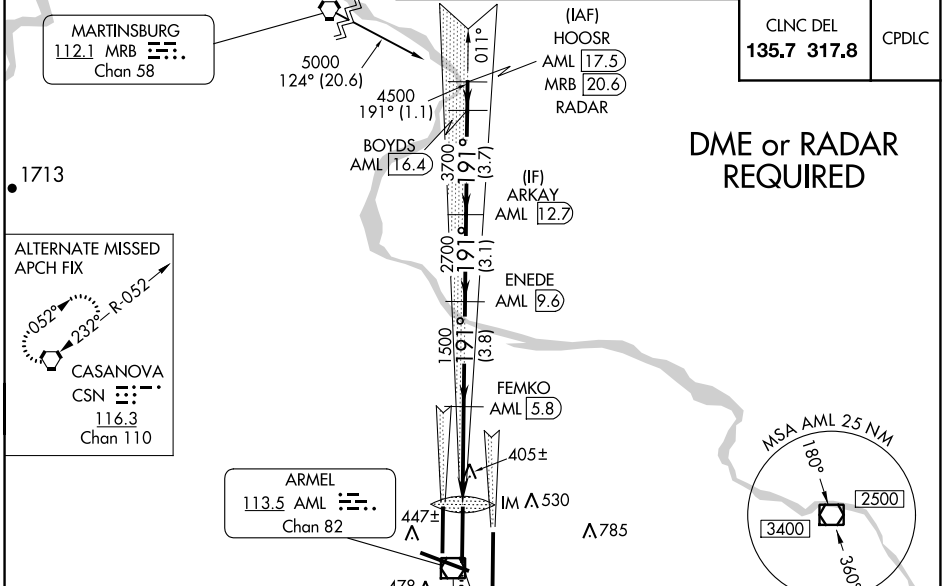 MARTINSBURG
112.1 MRB
Chan 58
5000
124° (20.6)
011°
(IAF)
HOOSR
AML 17.5
MRB 20.6
RADAR
CLNC DEL
135.7 317.8
CPDLC
4500
191° (1.1)
BOYDS
AML 16.4
3700
191°
(3.7)
DME or RADAR
REQUIRED
1713
(IF)
ARKAY
AML 12.7
ALTERNATE MISSED
APCH FIX
052°
232°
R-052
CASANOVA
CSN
116.3
Chan 110
2700
191°
(3.1)
ENEDE
AML 9.6
1500
191°
(3.8)
FEMKO
AML 5.8
405±
MSA AML 25 NM
180°
2500
3400
360°
ARMEL
113.5 AML
Chan 82
IM
530
447±
785
478